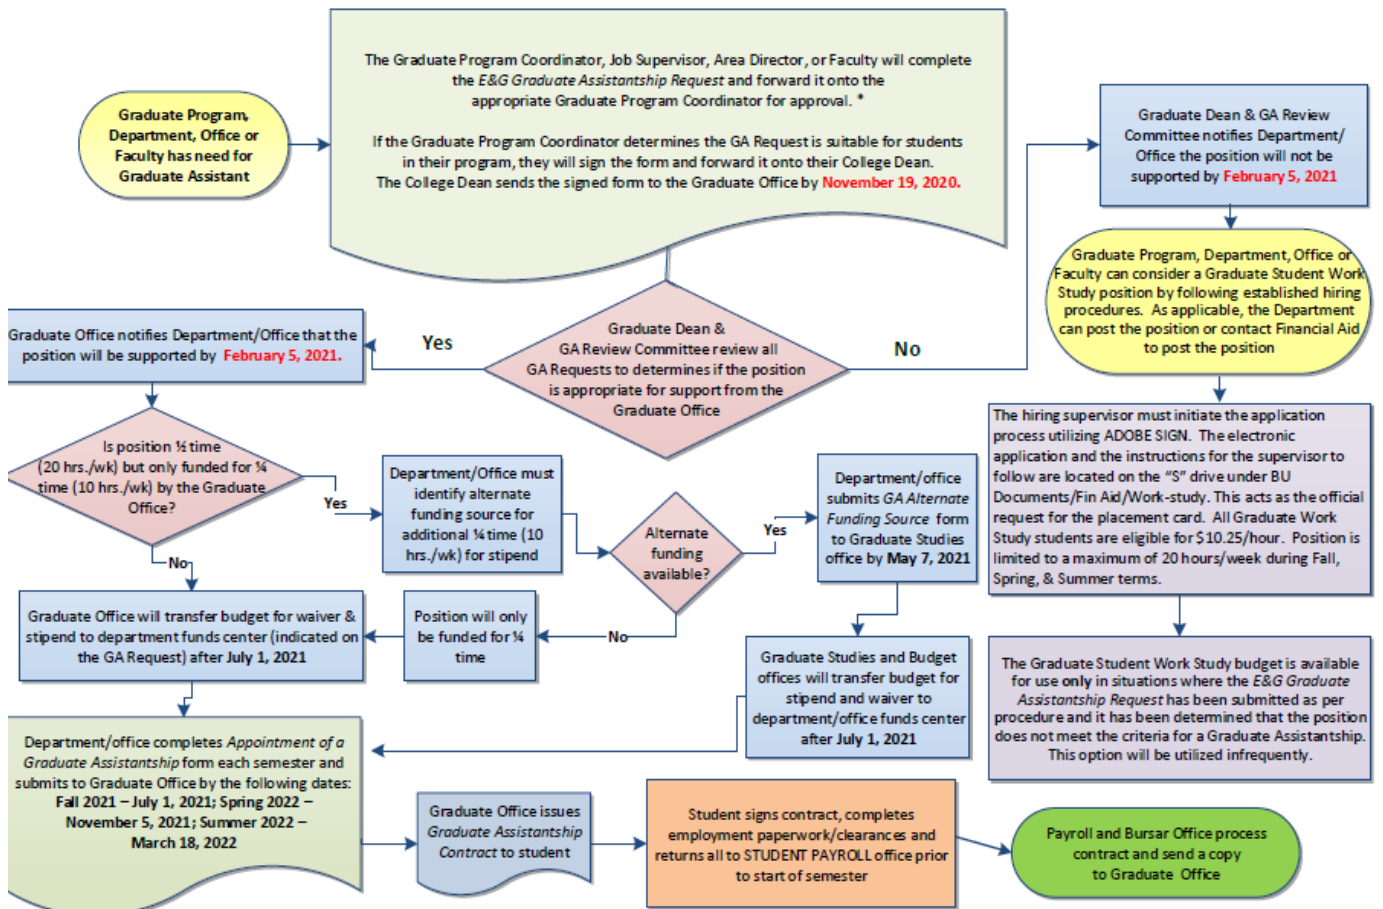 Graduate Program,
Department, Office or
Faculty has need for
Graduate Assistant
The Graduate Program Coordinator, Job Supervisor, Area Director, or Faculty will complete
the E&G Graduate Assistantship Request and forward it onto the
appropriate Graduate Program Coordinator for approval. *
If the Graduate Program Coordinator determines the GA Request is suitable for students
in their program, they will sign the form and forward it onto their College Dean.
The College Dean sends the signed form to the Graduate Office by November 19, 2020.
Graduate Dean & GA Review
Committee notifies Department/
Office the position will not be
supported by February 5, 2021
Graduate Program, Department, Office or
Faculty can consider a Graduate Student Work
Study position by following established hiring
procedures. As applicable, the Department
can post the position or contact Financial Aid
to post the position
Graduate Dean &
GA Review Committee review all
GA Requests to determines if the position
is appropriate for support from the
Graduate Office
Yes
No
Graduate Office notifies Department/Office that the
position will be supported by February 5, 2021.
Is position ½ time
(20 hrs./wk) but only funded for ¼
time (10 hrs./wk) by the Graduate
Office?
Yes
No
Department/Office must
identify alternate
funding source for
additional ¼ time (10
hrs./wk) for stipend
Alternate
funding
available?
Yes
No
Department/office
submits GA Alternate
Funding Source form
to Graduate Studies
office by May 7, 2021
The hiring supervisor must initiate the application
process utilizing ADOBE SIGN. The electronic
application and the instructions for the supervisor to
follow are located on the “S” drive under BU
Documents/Fin Aid/Work-study. This acts as the official
request for the placement card. All Graduate Work
Study students are eligible for $10.25/hour. Position is
limited to a maximum of 20 hours/week during Fall,
Spring, & Summer terms.
Graduate Office will transfer budget for waiver &
stipend to department funds center (indicated on
the GA Request) after July 1, 2021
Position will only
be funded for ¼
time
Graduate Studies and Budget
offices will transfer budget for
stipend and waiver to
department/office funds center
after July 1, 2021
The Graduate Student Work Study budget is available
for use only in situations where the E&G Graduate
Assistantship Request has been submitted as per
procedure and it has been determined that the position
does not meet the criteria for a Graduate Assistantship.
This option will be utilized infrequently.
Department/office completes Appointment of a
Graduate Assistantship form each semester and
submits to Graduate Office by the following dates:
Fall 2021 – July 1, 2021; Spring 2022 –
November 5, 2021; Summer 2022 –
March 18, 2022
Graduate Office issues
Graduate Assistantship
Contract to student
Student signs contract, completes
employment paperwork/clearances and
returns all to STUDENT PAYROLL office prior
to start of semester
Payroll and Bursar Office process
contract and send a copy
to Graduate Office